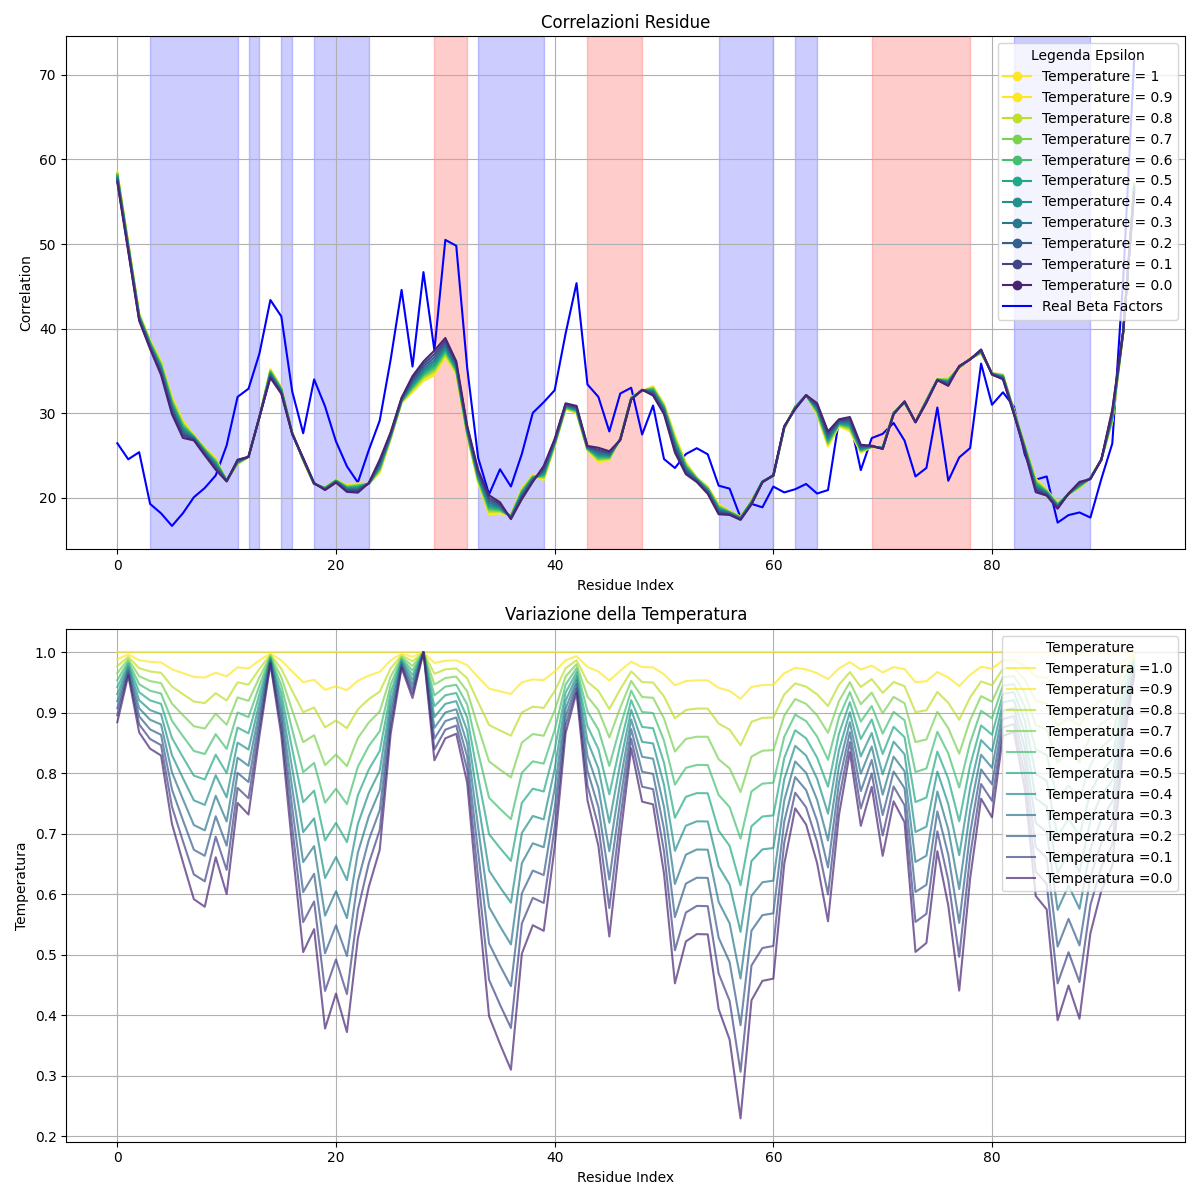 Correlazioni Residue
Correlation
70
60
50
40
30
20
Legenda Epsilon
Temperature = 1
Temperature = 0.9
Temperature = 0.8
Temperature = 0.7
Temperature = 0.6
Temperature = 0.5
Temperature = 0.4
Temperature = 0.3
Temperature = 0.2
Temperature = 0.1
Temperature = 0.0
Real Beta Factors
0 20 40 60 80
Residue Index
Variazione della Temperatura
Temperatura
1.0
0.9
0.8
0.7
0.6
0.5
0.4
0.3
0.2
Temperature
Temperatura =1.0
Temperatura =0.9
Temperatura =0.8
Temperatura =0.7
Temperatura =0.6
Temperatura =0.5
Temperatura =0.4
Temperatura =0.3
Temperatura =0.2
Temperatura =0.1
Temperatura =0.0
0 20 40 60 80
Residue Index